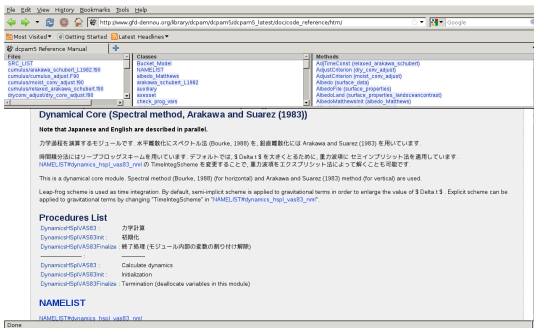 File Edit View History Bookmarks Tools Help
http://www.gfd-dennou.org/library/dcpam/dcpam5/dcpam5_latest/doc/code_reference/htm/
Google
Most Visited Getting Started Latest Headlines
dcpam5 Reference Manual
Files
SRC_LIST
cumulus/arakawa_schubert_L1982.f90
cumulus/cumulus_adjust.f90
cumulus/moist_conv_adjust.f90
cumulus/relaxed_arakawa_schubert.f90
dryconv_adjust/dry_conv_adjust.f90
Classes
Bucket_Model
NAMELIST
albedo_Matthews
arakawa_schubert_L1982
auxiliary
axesset
check_prog_vars
Methods
AdjTimeConst (relaxed_arakawa_schubert)
AdjustCriterion (dry_conv_adjust)
AdjustCriterion (moist_conv_adjust)
Albedo (surface_data)
AlbedoFile (surface_properties)
AlbedoLand (surface_properties_landoceancontrast)
AlbedoMatthewsInit (albedo_Matthews)
Dynamical Core (Spectral method, Arakawa and Suarez (1983))
Note that Japanese and English are described in parallel.
力学過程を演算するモジュールです. 水平離散化にスペクトル法 (Bourke, 1988) を, 鉛直離散化には Arakawa and Suarez (1983) を用いています.
時間積分法にはリープフロッグスキームを用いています. デフォルトでは, $ Delta t $ を大きくとるために, 重力波項に セミインプリシット法を適用しています.
NAMELIST#dynamics_hspl_vas83_nml の TimeIntegScheme を変更することで, 重力波項をエクスプリシット法によって解くことも可能です.
This is a dynamical core module. Spectral method (Bourke, 1988) (for horizontal) and Arakawa and Suarez (1983) method (for vertical) are used.
Leap-frog scheme is used as time integration. By default, semi-implicit scheme is applied to gravitational terms in order to enlarge the value of $ Delta t $ . Explicit scheme can be
applied to gravitational terms by changing "TimeIntegScheme" in "NAMELIST#dynamics_hspl_vas83_nml".
Procedures List
DynamicsHSplVAS83 : 力学計算
DynamicsHSplVAS83Init : 初期化
DynamicsHSplVAS83Finalize : 終了処理 (モジュール内部の変数の割り付け解除)
——————— : ————————
DynamicsHSplVAS83 : Calculate dynamics
DynamicsHSplVAS83Init : Initialization
DynamicsHSplVAS83Finalize : Termination (deallocate variables in this module)
NAMELIST
NAMELIST#dynamics_hspl_vas83_nml
Done